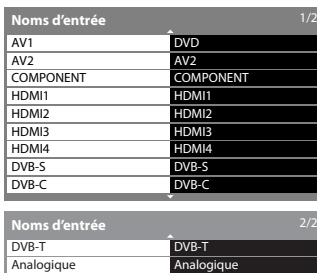 Noms d’entrée 1/2
AV1 DVD
AV2 AV2
COMPONENT COMPONENT
HDMI1 HDMI1
HDMI2 HDMI2
HDMI3 HDMI3
HDMI4 HDMI4
DVB-S DVB-S
DVB-C DVB-C
Noms d’entrée 2/2
DVB-T DVB-T
Analogique Analogique